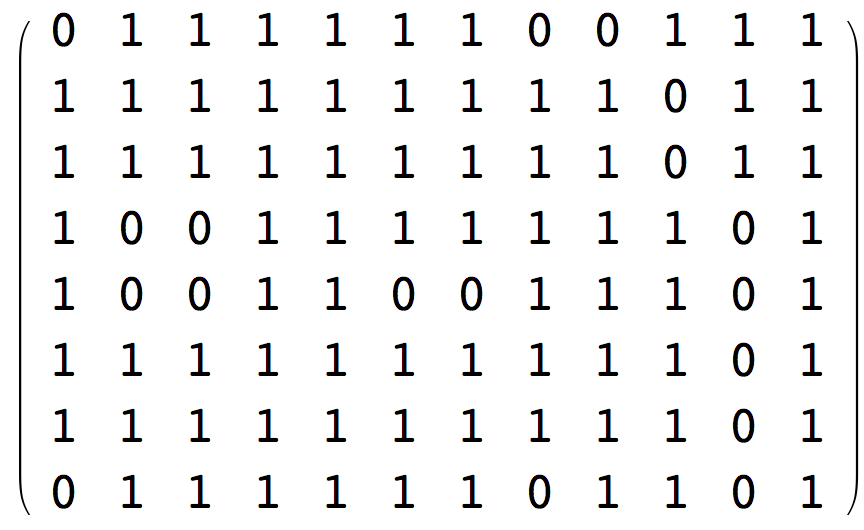 0 1 1 1 1 1 1 0 0 1 1 1
1 1 1 1 1 1 1 1 1 0 1 1
1 1 1 1 1 1 1 1 1 0 1 1
1 0 0 1 1 1 1 1 1 1 0 1
1 0 0 1 1 0 0 1 1 1 0 1
1 1 1 1 1 1 1 1 1 1 0 1
1 1 1 1 1 1 1 1 1 1 0 1
0 1 1 1 1 1 1 0 1 1 0 1